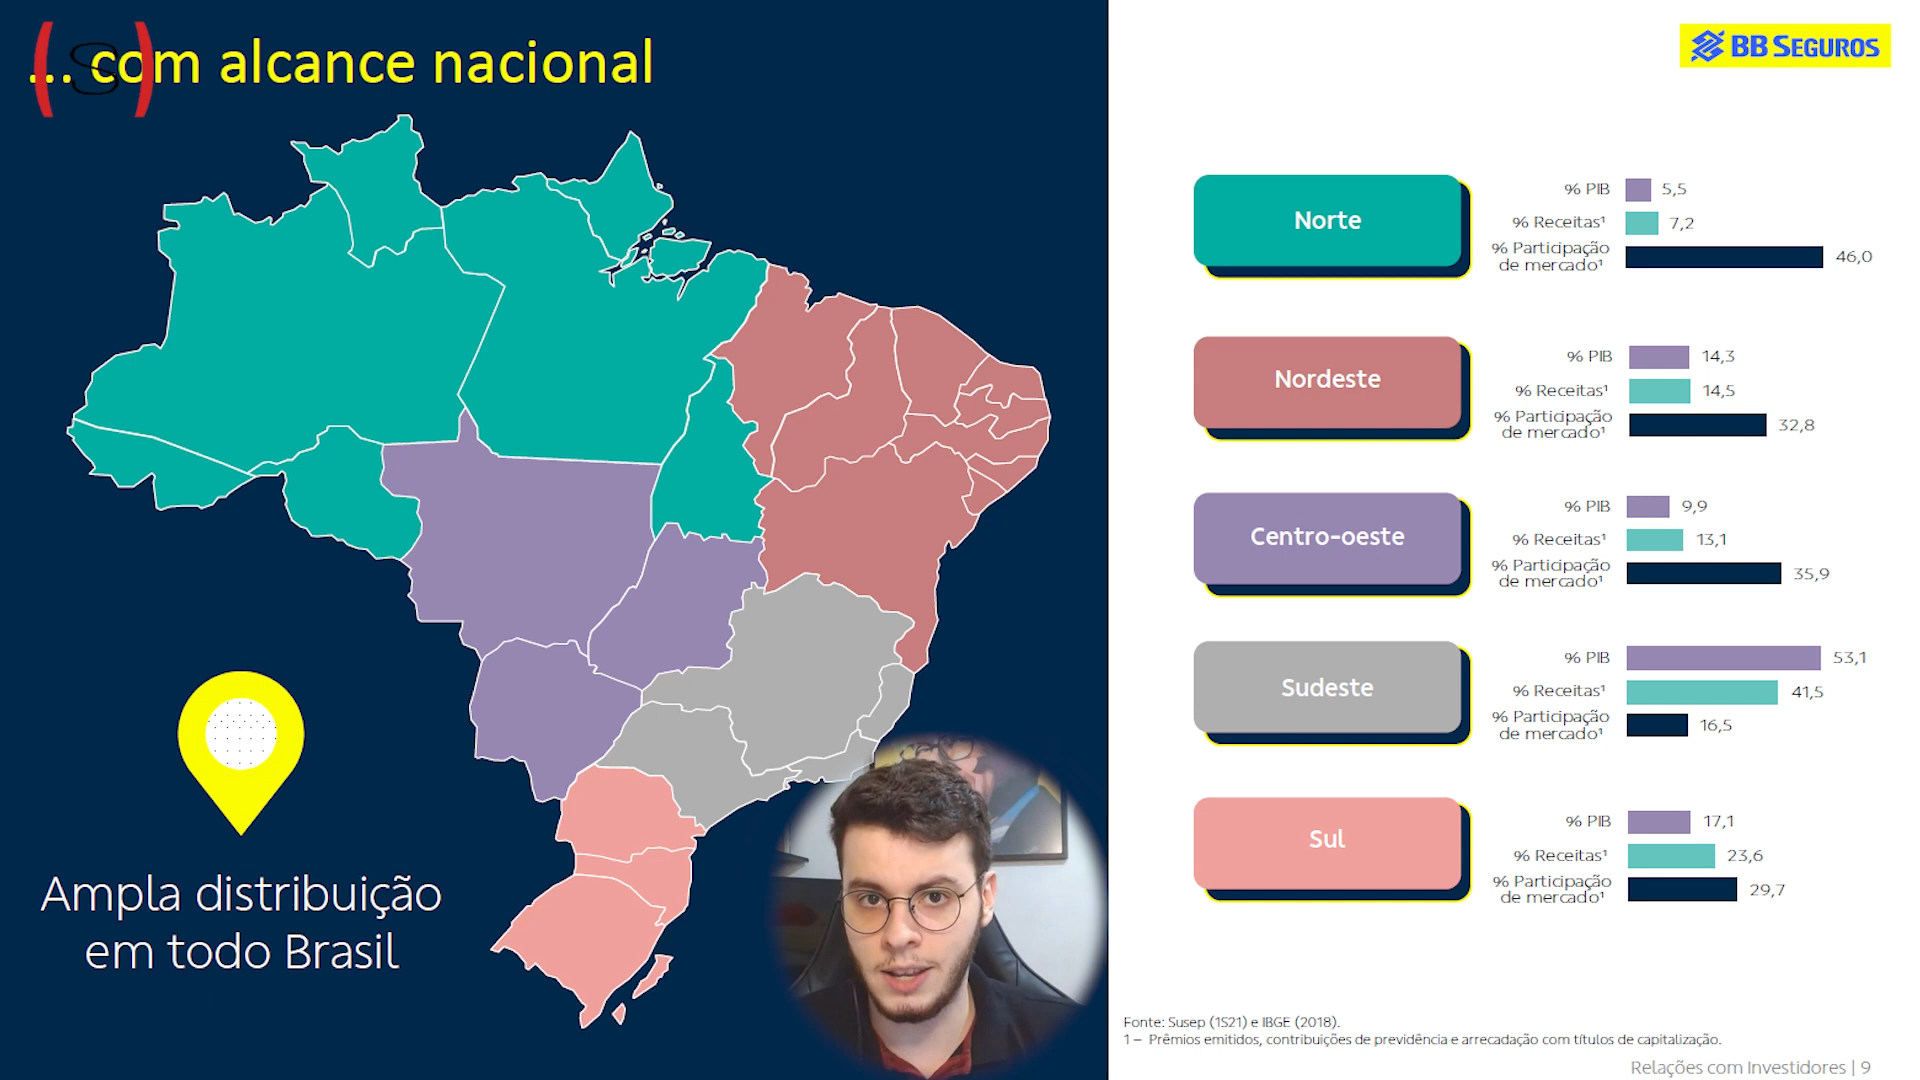 ... com alcance nacional
(S)
BB SEGUROS
Norte
% PIB 5,5
% Receitas¹ 7,2
% Participação
de mercado¹ 46,0
Nordeste
% PIB 14,3
% Receitas¹ 14,5
% Participação
de mercado¹ 32,8
Centro-oeste
% PIB 9,9
% Receitas¹ 13,1
% Participação
de mercado¹ 35,9
Sudeste
% PIB 53,1
% Receitas¹ 41,5
% Participação
de mercado¹ 16,5
Sul
% PIB 17,1
% Receitas¹ 23,6
% Participação
de mercado¹ 29,7
Ampla distribuição
em todo Brasil
Fonte: Susep (1S21) e IBGE (2018).
1 – Prêmios emitidos, contribuições de previdência e arrecadação com títulos de capitalização.
Relações com Investidores | 9